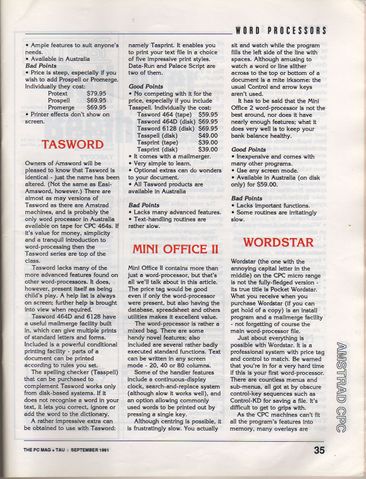 WORD PROCESSORS
• Ample features to suit anyone's
needs.
• Available in Australia
Bad Points
• Price is steep, especially if you
wish to add Prospell or Promerge.
Individually they cost:
Protext $79.95
Prospell $69.95
Promerge $69.95
• Printer effects don't show on
screen.
TASWORD
Owners of Amsword will be
pleased to know that Tasword is
identical - just the name has been
altered. (Not the same as Easi-
Amsword, however.) There are
almost as many versions of
Tasword as there are Amstrad
machines, and is probably the
only word processor in Australia
available on tape for CPC 464s. If
it's value for money, simplicity
and a tranquil introduction to
word-processing then the
Tasword series are top of the
class.
Tasword lacks many of the
more advanced features found on
other word-processors. It does,
however, present itself as being
child's play. A help list is always
on screen; further help is brought
into view when required.
Tasword 464D and 6128 have
a useful mailmerge facility built
in, which can give multiple prints
of standard letters and forms.
Included is a powerful conditional
printing facility - parts of a
document can be printed
according to rules you set.
The spelling checker (Tasspell)
that can be purchased to
complement Tasword works only
from disk-based systems. If it
does not recognise a word in your
text, it lets you correct, ignore or
add the word to the dictionary.
A rather impressive extra can
be obtained to use with Tasword:
namely Tasprint. It enables you
to print your text file in a choice
of five impressive print styles.
Data-Run and Palace Script are
two of them.
Good Points
• No competing with it for the
price, especially if you include
Tasspell. Individually the cost:
Tasword 464 (tape) $59.95
Tasword 464D (disk) $69.95
Tasword 6128 (disk) $69.95
Tasspell (disk) $49.00
Tasprint (tape) $39.00
Tasprint (disk) $39.00
• It comes with a mailmerger.
• Very simple to learn.
• Optional extras can do wonders
to your document.
• All Tasword products are
available in Australia
Bad Points
• Lacks many advanced features.
• Text-handling routines are
rather slow.
MINI OFFICE II
Mini Office II contains more than
just a word-processor, but that's
all we'll talk about in this article.
The price tag would be good
even if only the word-processor
were present, but also having the
database, spreadsheet and others
utilities makes it excellent value.
The word-processor is rather a
mixed bag. There are some
handy novel features; also
included are several rather badly
executed standard functions. Text
can be written in any screen
mode - 20, 40 or 80 columns.
Some of the handier features
include a continuous-display
clock, search-and-replace system
(although slow it works well), and
an option allowing commonly
used words to be printed out by
pressing a single key.
Although centring is possible, it
is frustratingly slow. You actually
sit and watch while the program
fills the left side of the line with
spaces. Although amusing to
watch a word or line slither
across to the top or bottom of a
document is a mite irksome: the
usual Control and arrow keys
aren't used.
It has to be said that the Mini
Office 2 word-processor is not the
best around, nor does it have
nearly enough features; what it
does very well is to keep your
bank balance healthy.
Good Points
• Inexpensive and comes with
many other programs.
• Use any screen mode.
• Available in Australia (on disk
only) for $59.00.
Bad Points
• Lacks important functions.
• Some routines are irritatingly
slow.
WORDSTAR
Wordstar (the one with the
annoying capital letter in the
middle) on the CPC micro range
is not the fully-fledged version -
its true title is Pocket Wordstar.
What you receive when you
purchase Wordstar (if you can
get hold of a copy) is an install
program and a mailmerge facility
- not forgetting of course the
main word-processor file.
Just about everything is
possible with Wordstar. It is a
professional system with price tag
and control to match. Be warned
that you're in for a very hard time
if this is your first word-processor.
There are countless menus and
sub-menus, all got at by obscure
control-key sequences such as
Control-KD for saving a file. It's
difficult to get to grips with.
As the CPC machines can't fit
all the program's features into
memory, many overlays are
AMSTRAD CPC
THE PC MAG • TAU :: SEPTEMBER 1991
35